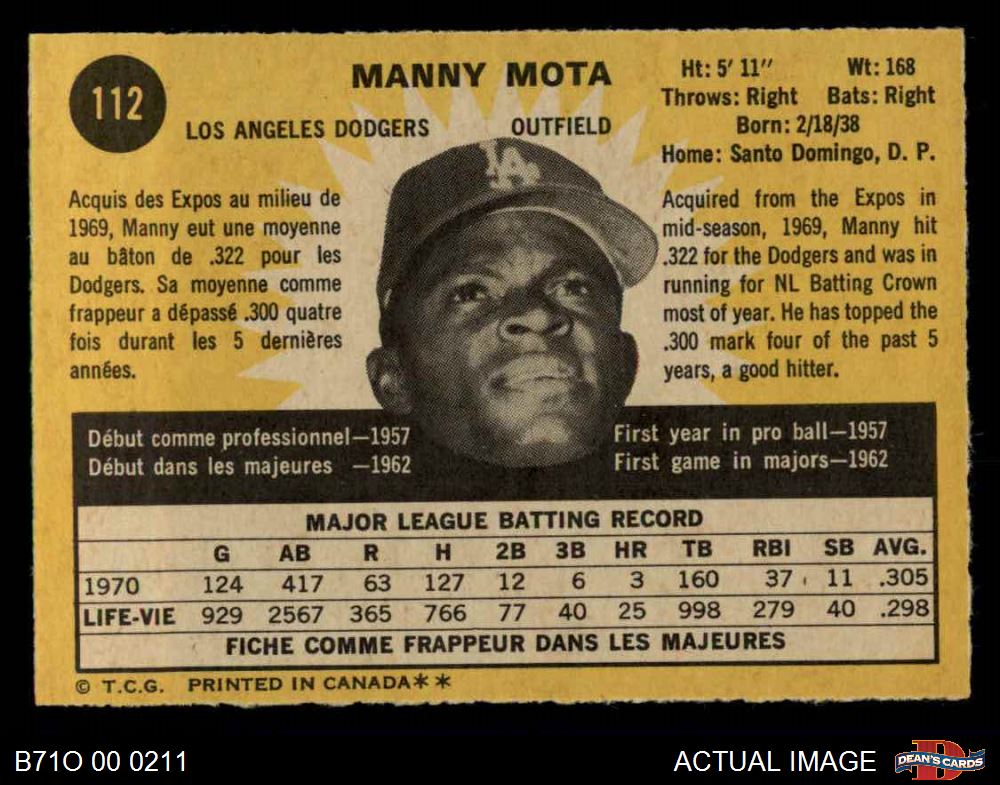 112
MANNY MOTA
LOS ANGELES DODGERS OUTFIELD
Ht: 5' 11" Wt: 168
Throws: Right Bats: Right
Born: 2/18/38
Home: Santo Domingo, D. P.
Acquis des Expos au milieu de
1969, Manny eut une moyenne
au bâton de .322 pour les
Dodgers. Sa moyenne comme
frappeur a dépassé .300 quatre
fois durant les 5 dernières
années.
LA
Acquired from the Expos in
mid-season, 1969, Manny hit
.322 for the Dodgers and was in
running for NL Batting Crown
most of year. He has topped the
.300 mark four of the past 5
years, a good hitter.
Début comme professionnel—1957
Début dans les majeures —1962
First year in pro ball—1957
First game in majors—1962
MAJOR LEAGUE BATTING RECORD
G AB R H 2B 3B HR TB RBI SB AVG.
1970 124 417 63 127 12 6 3 160 37 11 .305
LIFE-VIE 929 2567 365 766 77 40 25 998 279 40 .298
FICHE COMME FRAPPEUR DANS LES MAJEURES
© T.C.G. PRINTED IN CANADA**
B71O 00 0211
ACTUAL IMAGE
D
DEAN'S CARDS